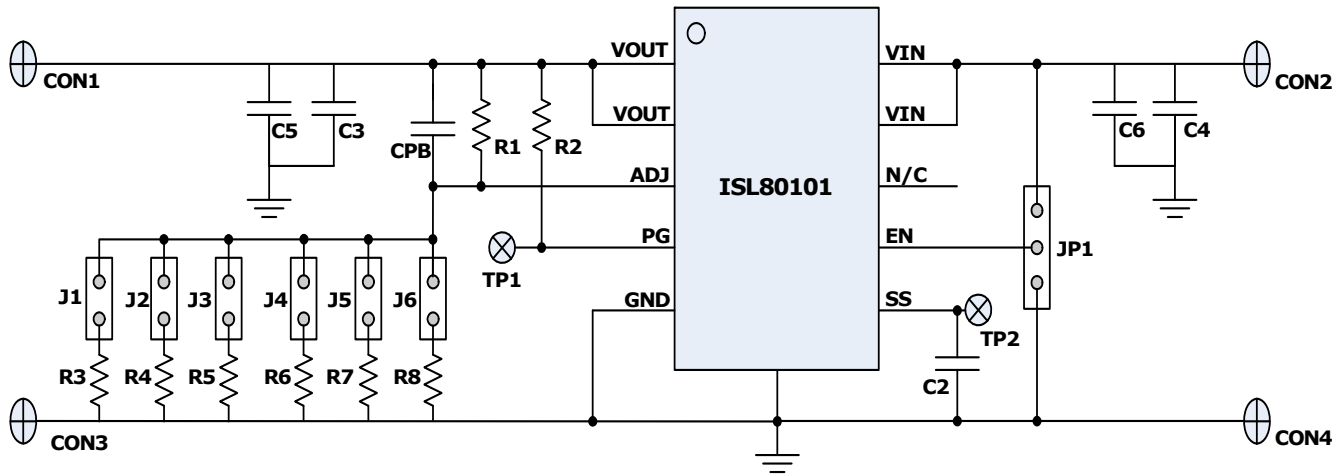 VOUT
VIN
CON1
CON2
C5
C3
CPB
R1
R2
VOUT
VIN
C6
C4
ADJ
ISL80101
N/C
TP1
PG
EN
JP1
J1
J2
J3
J4
J5
J6
GND
SS
TP2
R3
R4
R5
R6
R7
R8
C2
CON3
CON4